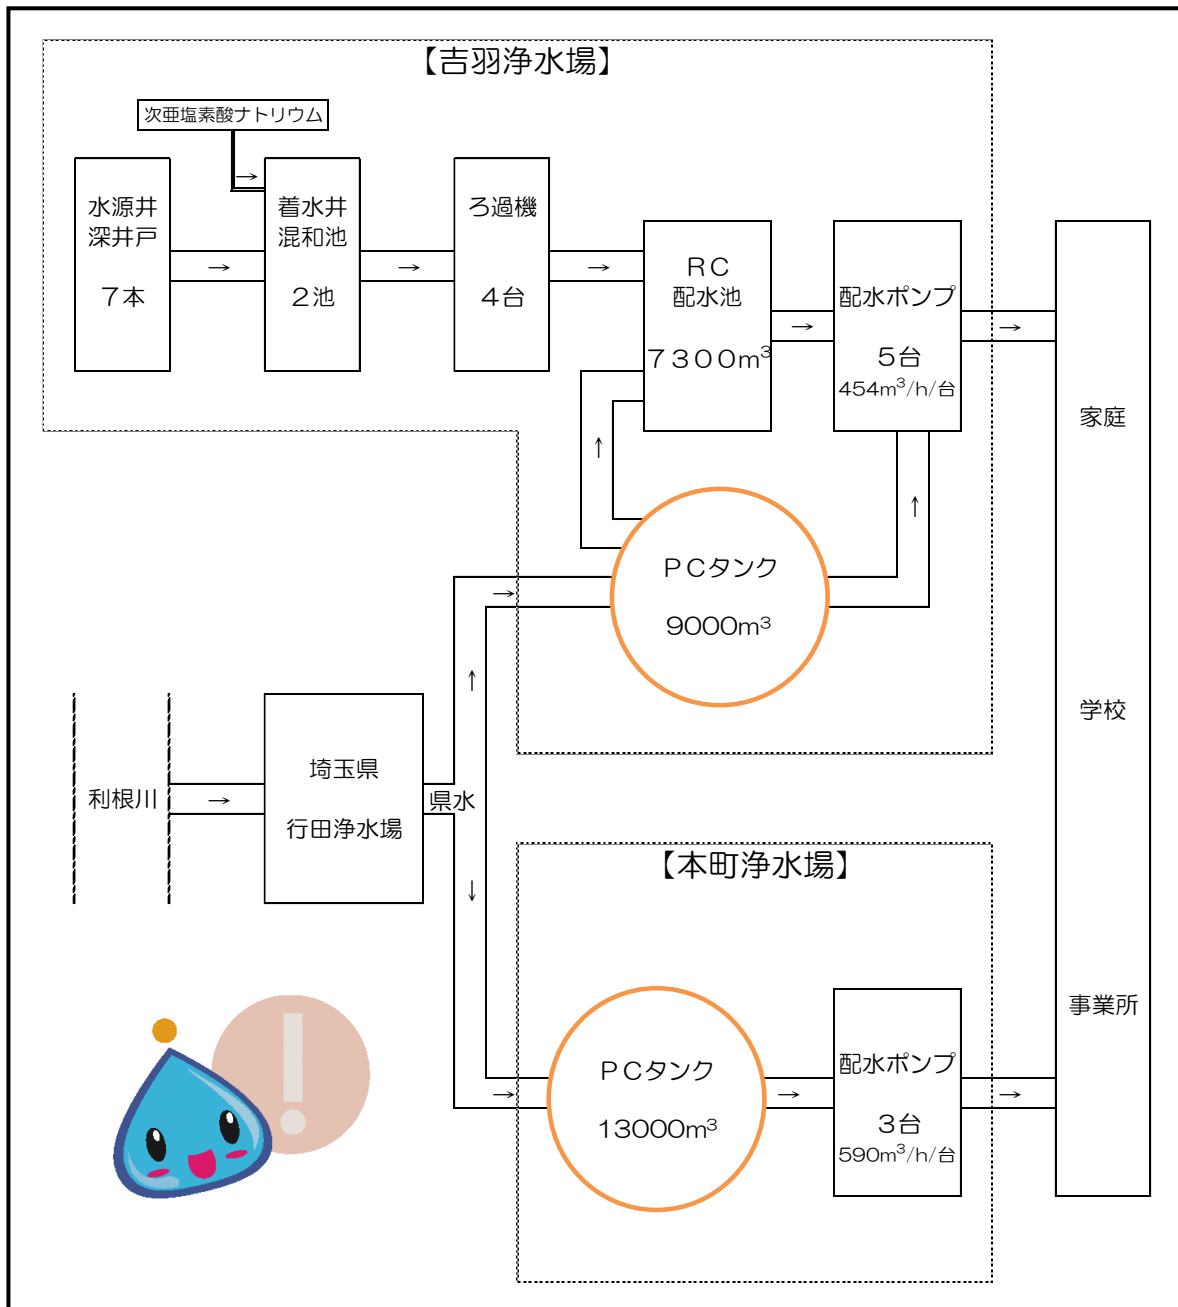 【吉羽浄水場】
次亜塩素酸ナトリウム
→
水源井
深井戸
7本
→
着水井
混和池
2池
→
ろ過機
4台
→
RC
配水池
7300m³
→
配水ポンプ
5台
454m³/h/台
→
↑
↑
PCタンク
9000m³
→
↑
利根川
→
埼玉県
行田浄水場
県水
↓
【本町浄水場】
→
PCタンク
13000m³
→
配水ポンプ
3台
590m³/h/台
→
家庭
学校
事業所